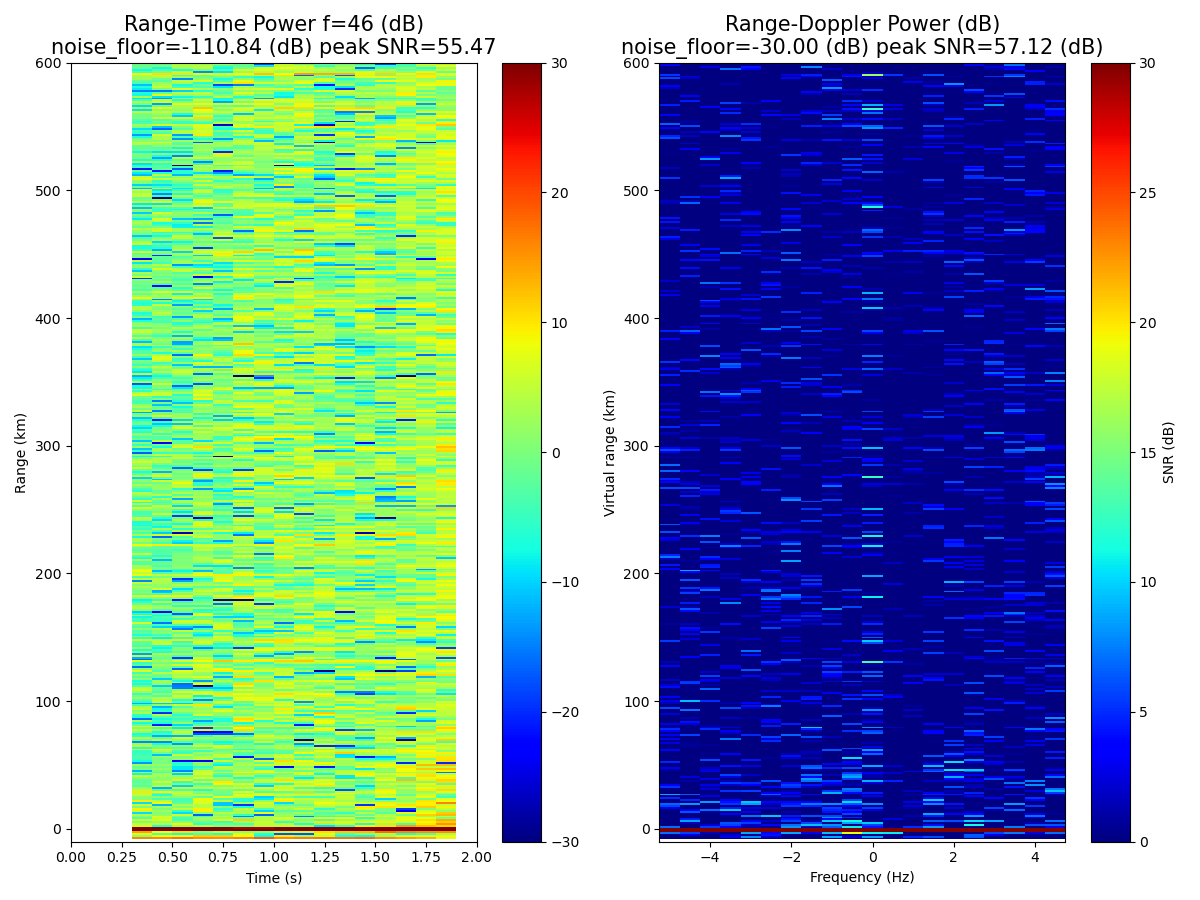 Range-Time Power f=46 (dB)
noise_floor=-110.84 (dB) peak SNR=55.47
Range-Doppler Power (dB)
noise_floor=-30.00 (dB) peak SNR=57.12 (dB)
600
500
400
300
200
100
0
Range (km)
0.00 0.25 0.50 0.75 1.00 1.25 1.50 1.75 2.00
Time (s)
30
20
10
0
−10
−20
−30
600
500
400
300
200
100
0
Virtual range (km)
−4 −2 0 2 4
Frequency (Hz)
30
25
20
15
10
5
0
SNR (dB)